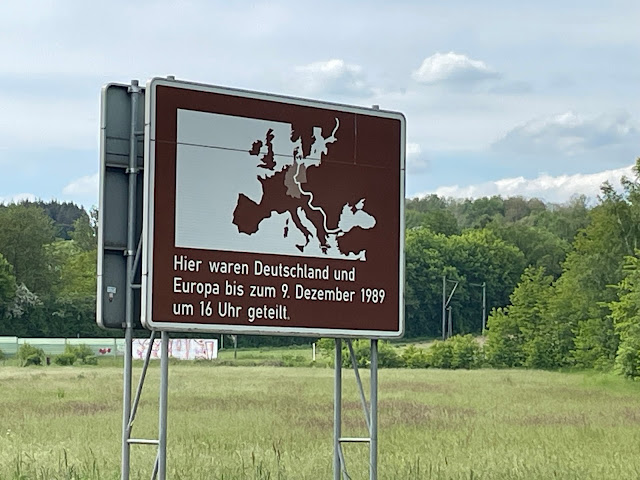 Hier waren Deutschland und
Europa bis zum 9. Dezember 1989
um 16 Uhr geteilt.